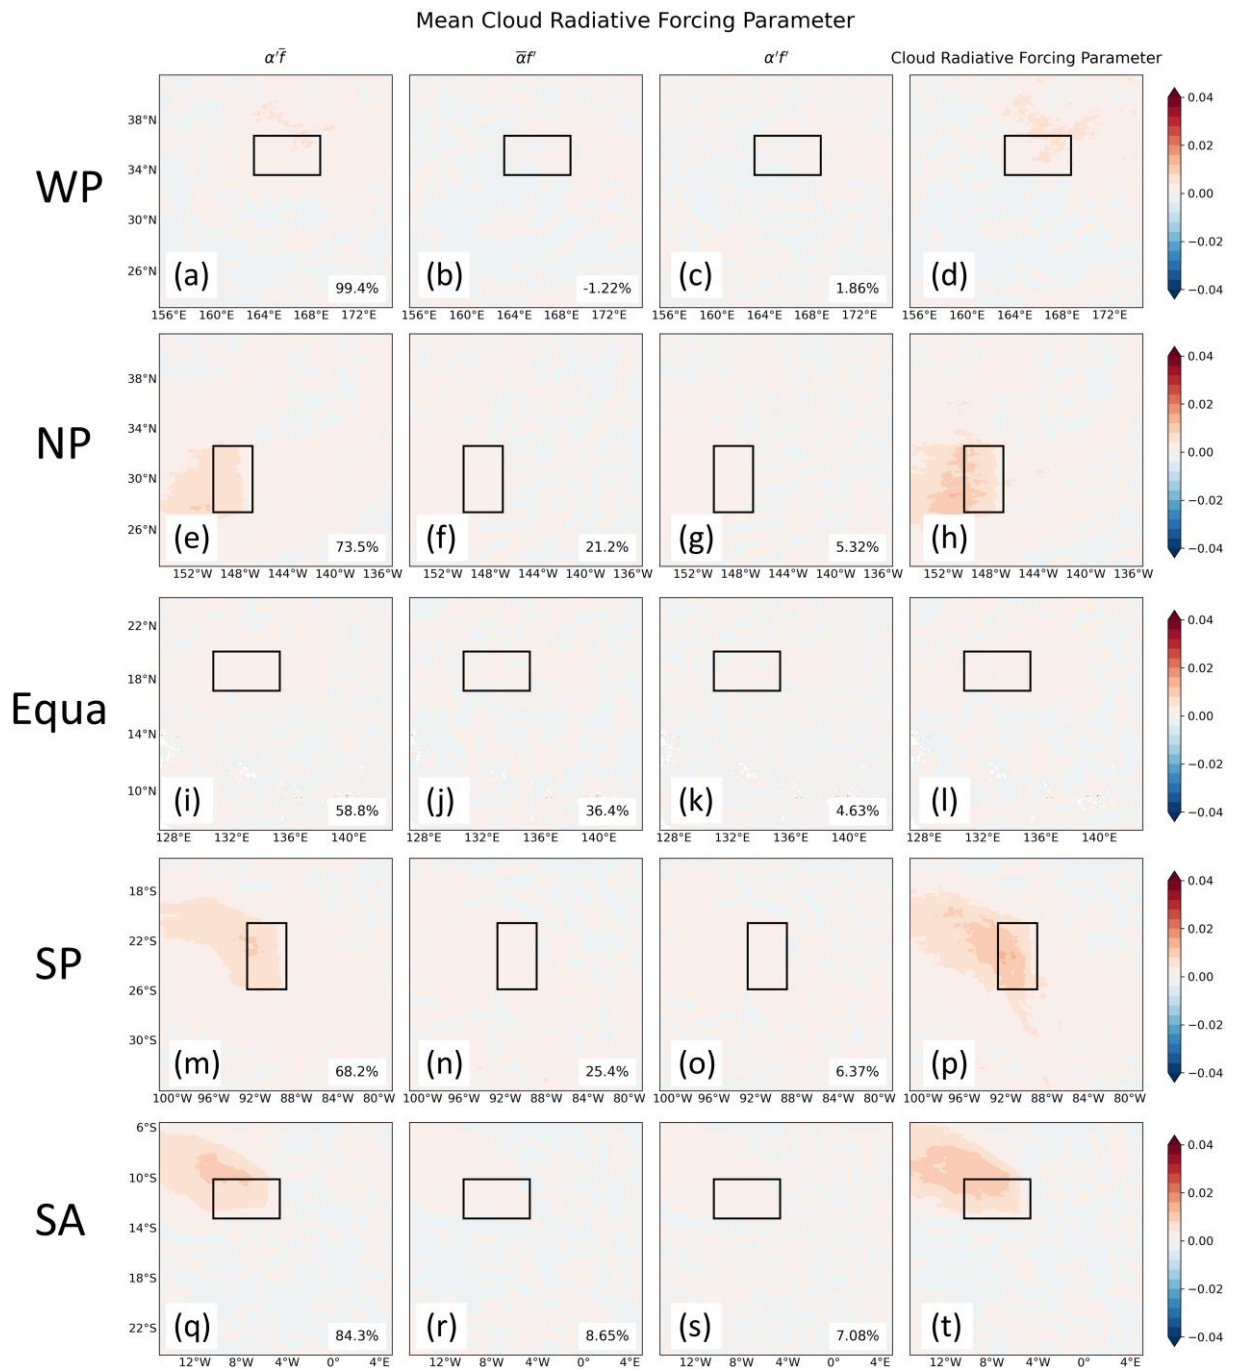 Mean Cloud Radiative Forcing Parameter
α′f̄ ᾱf′ α′f′ Cloud Radiative Forcing Parameter
WP
38°N
34°N
30°N
26°N
(a) 99.4% (b) -1.22% (c) 1.86% (d)
156°E 160°E 164°E 168°E 172°E 156°E 160°E 164°E 168°E 172°E 156°E 160°E 164°E 168°E 172°E 156°E 160°E 164°E 168°E 172°E
0.04
0.02
0.00
−0.02
−0.04
NP
38°N
34°N
30°N
26°N
(e) 73.5% (f) 21.2% (g) 5.32% (h)
152°W 148°W 144°W 140°W 136°W 152°W 148°W 144°W 140°W 136°W 152°W 148°W 144°W 140°W 136°W 152°W 148°W 144°W 140°W 136°W
0.04
0.02
0.00
−0.02
−0.04
Equa
22°N
18°N
14°N
10°N
(i) 58.8% (j) 36.4% (k) 4.63% (l)
128°E 132°E 136°E 140°E 128°E 132°E 136°E 140°E 128°E 132°E 136°E 140°E 128°E 132°E 136°E 140°E
0.04
0.02
0.00
−0.02
−0.04
SP
18°S
22°S
26°S
30°S
(m) 68.2% (n) 25.4% (o) 6.37% (p)
100°W 96°W 92°W 88°W 84°W 80°W 100°W 96°W 92°W 88°W 84°W 80°W 100°W 96°W 92°W 88°W 84°W 80°W 100°W 96°W 92°W 88°W 84°W 80°W
0.04
0.02
0.00
−0.02
−0.04
SA
6°S
10°S
14°S
18°S
22°S
(q) 84.3% (r) 8.65% (s) 7.08% (t)
12°W 8°W 4°W 0° 4°E 12°W 8°W 4°W 0° 4°E 12°W 8°W 4°W 0° 4°E 12°W 8°W 4°W 0° 4°E
0.04
0.02
0.00
−0.02
−0.04